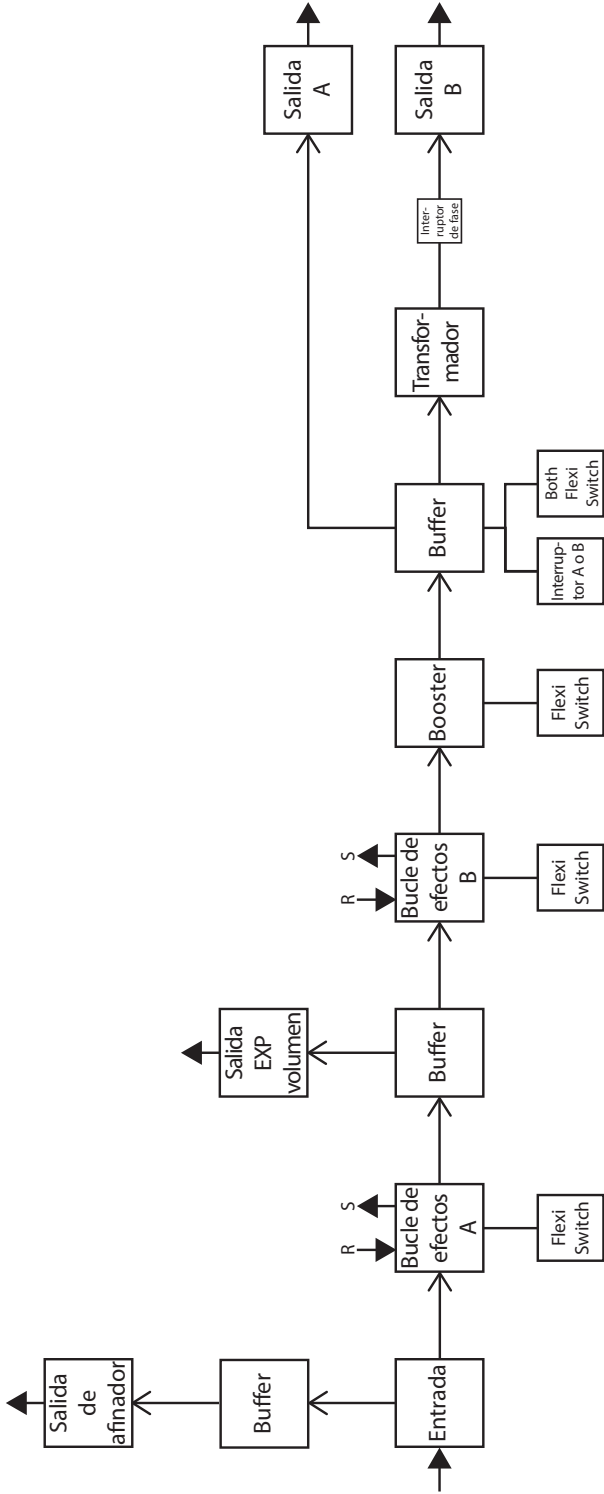 Salida
de
afinador
Buffer
Entrada
R
S
Bucle de
efectos
A
Flexi
Switch
Salida
EXP
volumen
Buffer
R
S
Bucle de
efectos
B
Flexi
Switch
Booster
Flexi
Switch
Buffer
Interrup-
tor A o B
Both
Flexi
Switch
Transfor-
mador
Inter-
ruptor
de fase
Salida
A
Salida
B